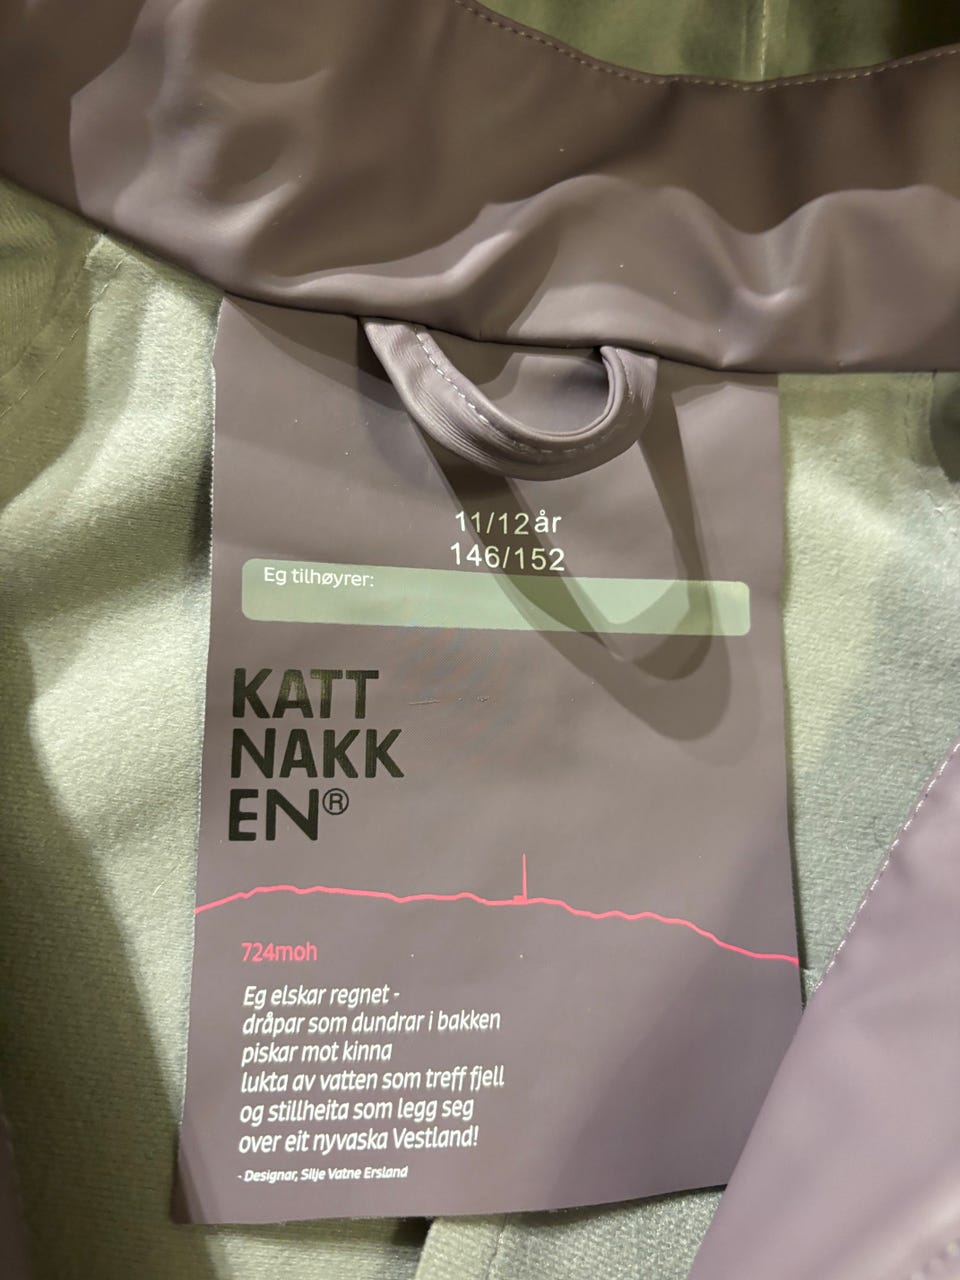 11/12 år
146/152
Eg tilhøyrer:
KATT
NAKK
EN®
724moh
Eg elskar regnet -
dråpar som dundrar i bakken
piskar mot kinna
lukta av vatten som treff fjell
og stillheita som legg seg
over eit nyvaska Vestland!
- Designar, Silje Vatne Ersland